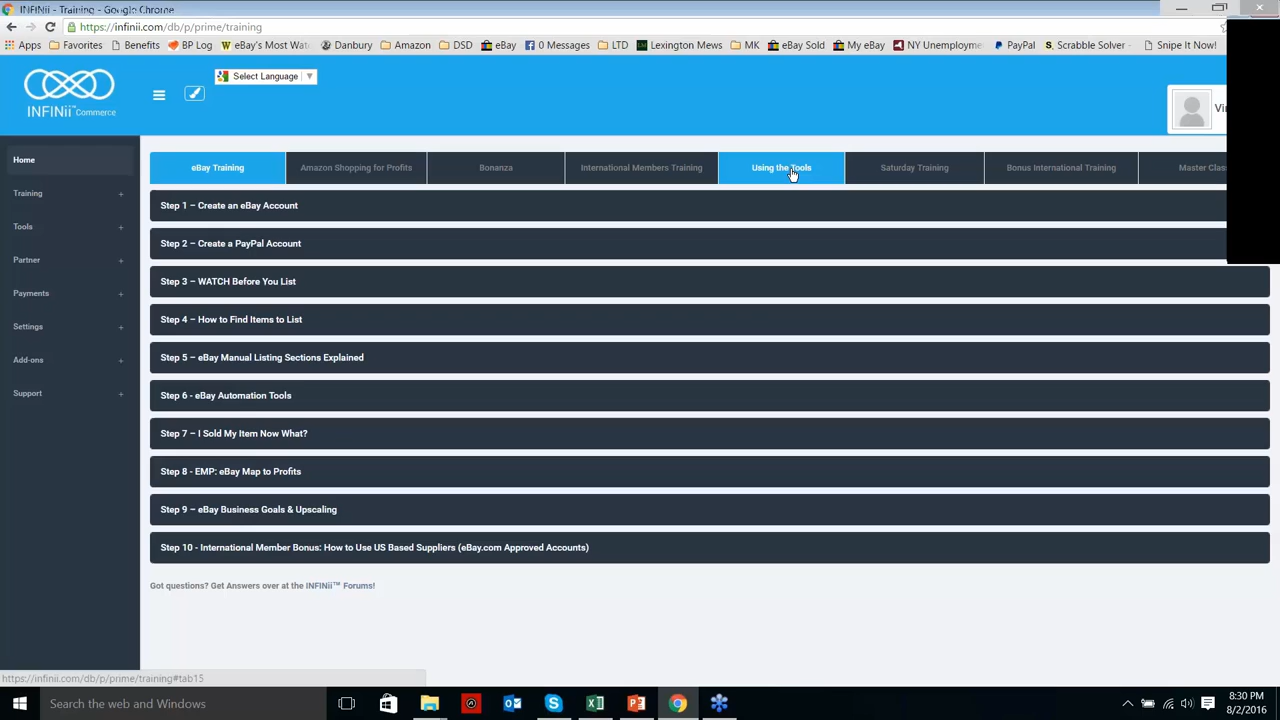 INFINii - Training - Google Chrome
https://infinii.com/db/p/prime/training
Apps Favorites Benefits BP Log eBay's Most Wat Danbury Amazon DSD eBay 0 Messages LTD Lexington Mews MK eBay Sold My eBay NY Unemployme PayPal Scrabble Solver - Snipe It Now!
INFINii™ Commerce
Select Language ▼
Home
Training +
Tools +
Partner +
Payments +
Settings +
Add-ons +
Support +
eBay Training Amazon Shopping for Profits Bonanza International Members Training Using the Tools Saturday Training Bonus International Training Master Clas
Step 1 – Create an eBay Account
Step 2 – Create a PayPal Account
Step 3 – WATCH Before You List
Step 4 – How to Find Items to List
Step 5 – eBay Manual Listing Sections Explained
Step 6 - eBay Automation Tools
Step 7 – I Sold My Item Now What?
Step 8 - EMP: eBay Map to Profits
Step 9 – eBay Business Goals & Upscaling
Step 10 - International Member Bonus: How to Use US Based Suppliers (eBay.com Approved Accounts)
Got questions? Get Answers over at the INFINii™ Forums!
https://infinii.com/db/p/prime/training#tab15
Search the web and Windows
8:30 PM
8/2/2016